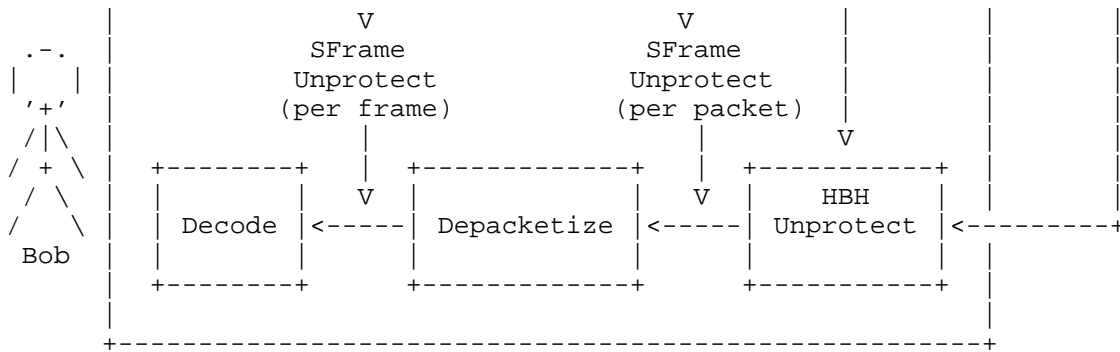 V V
SFrame SFrame
Unprotect Unprotect
(per frame) (per packet)
V
V V HBH
Decode Depacketize Unprotect
Bob